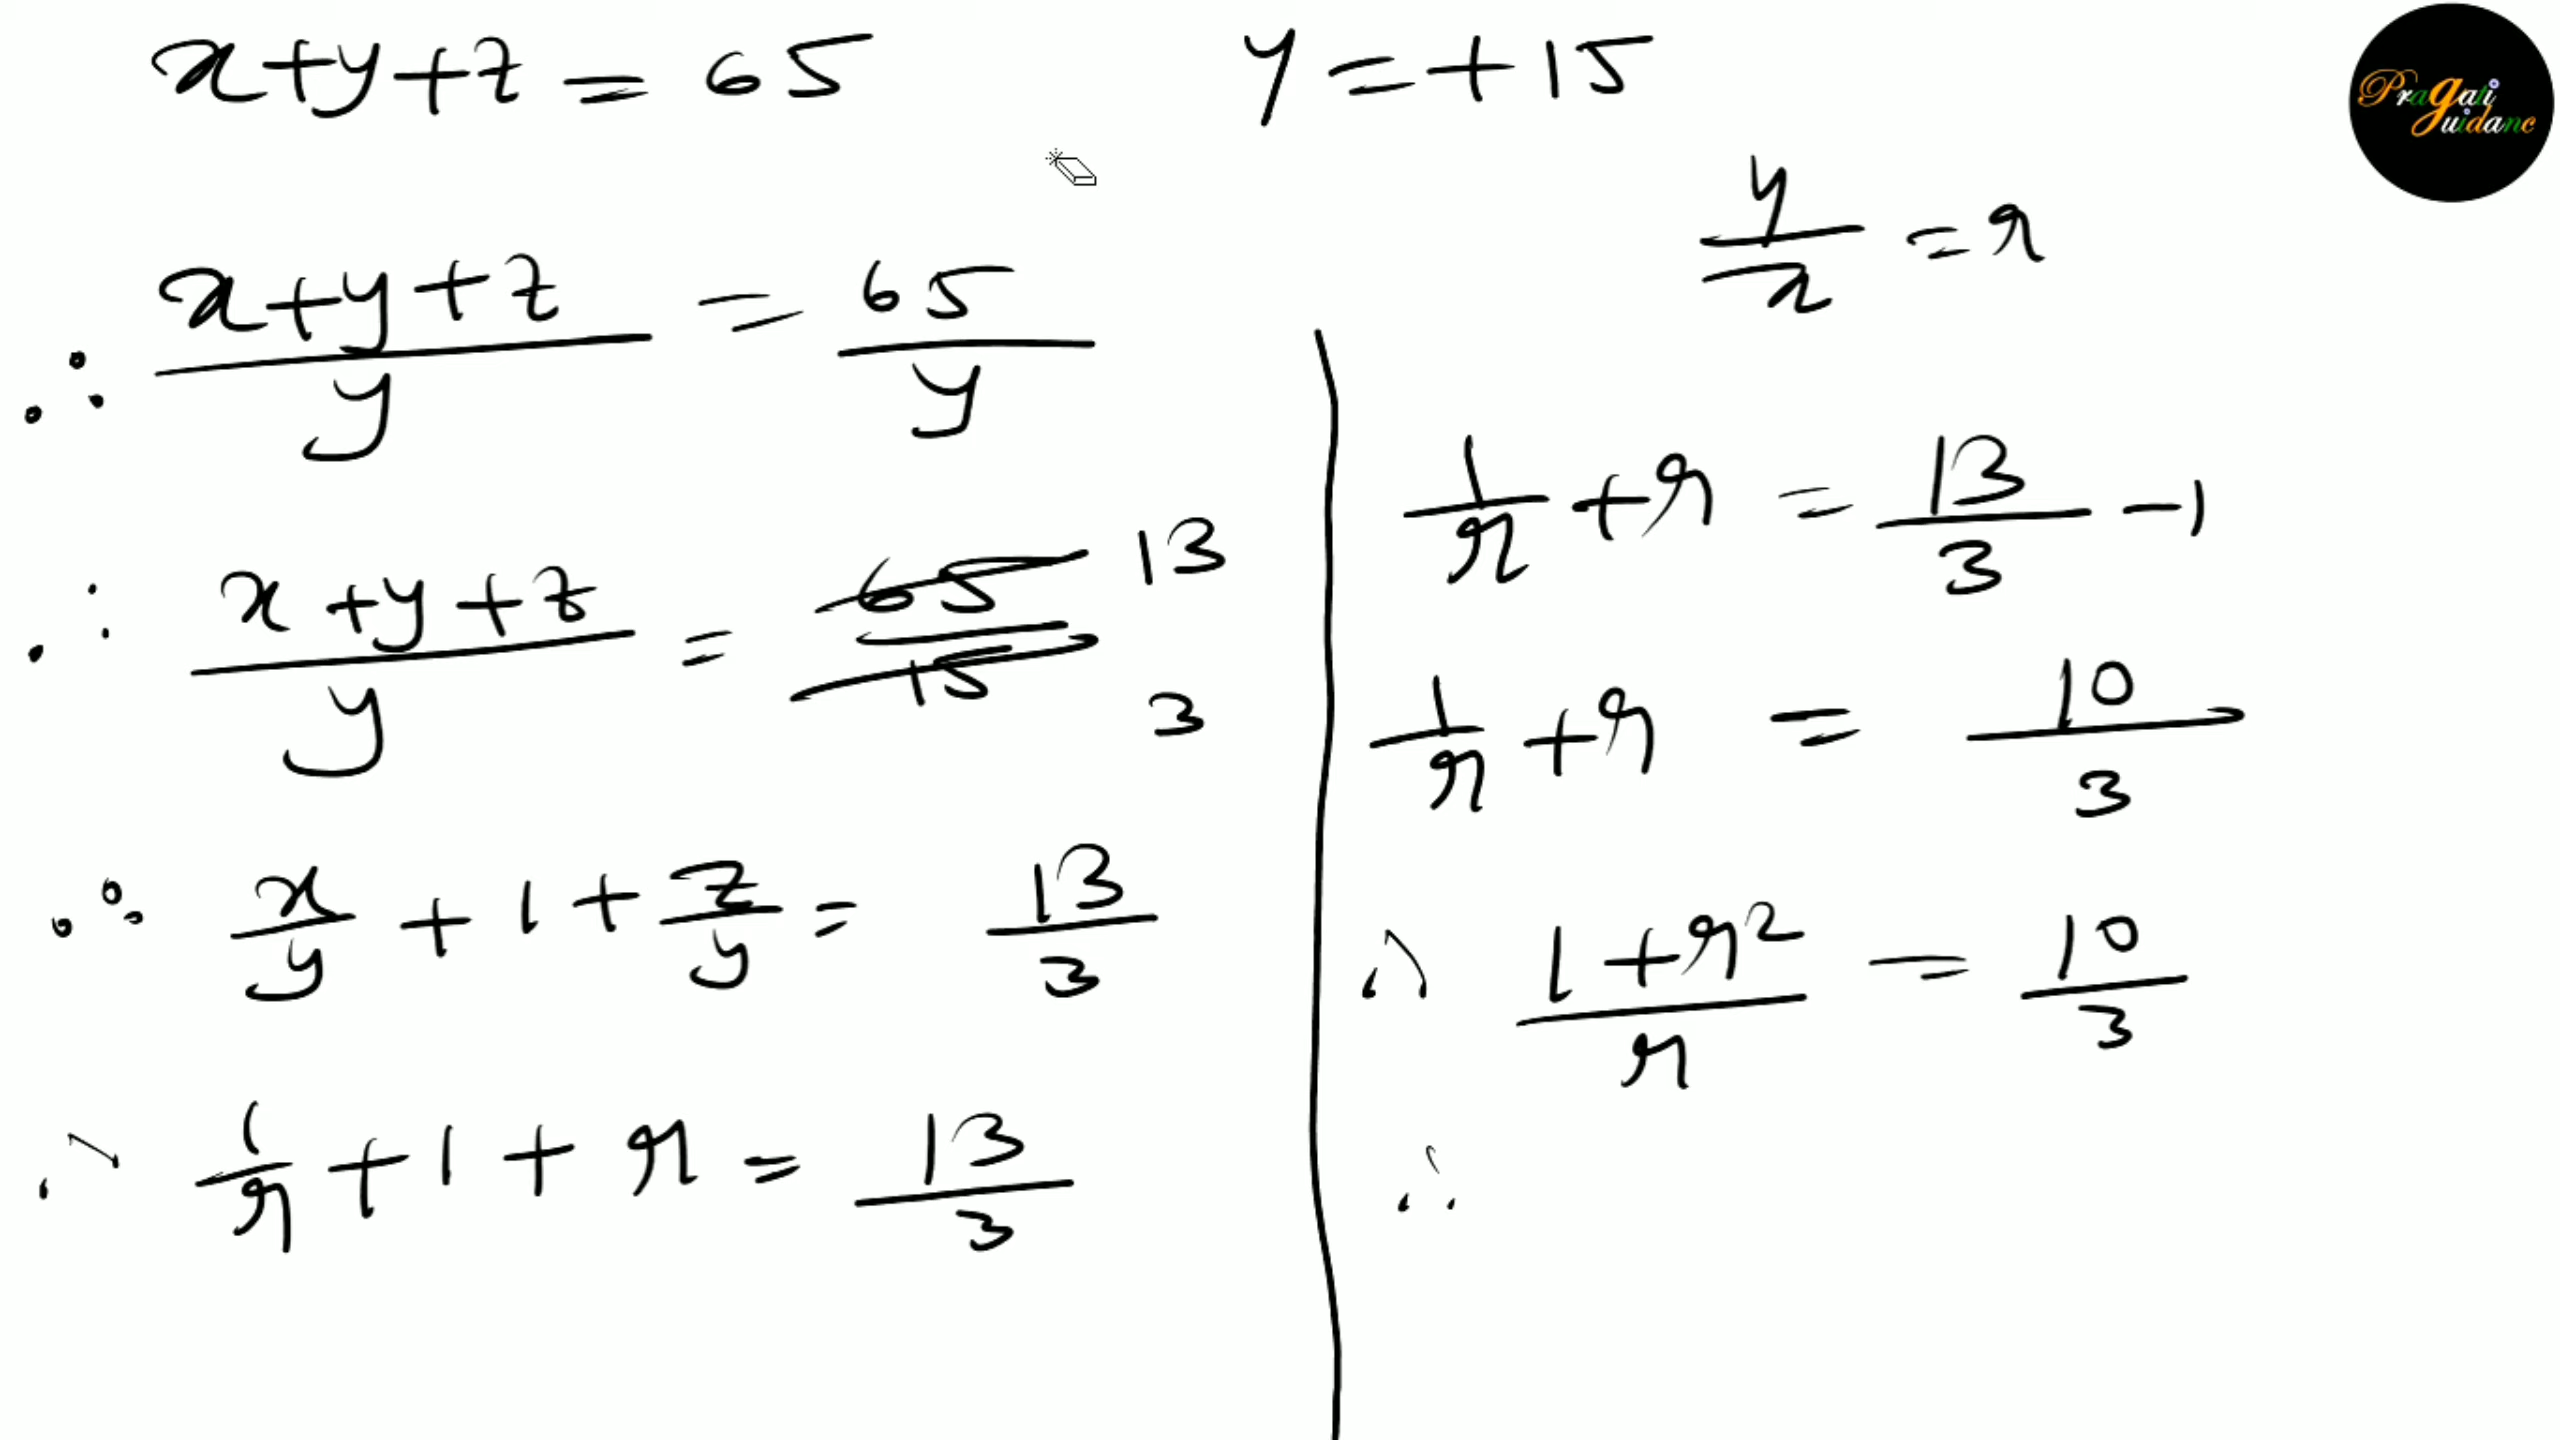 x+y+z = 65
y = +15
Pragati
Guidanc
y/x = r
∴ (x+y+z)/y = 65/y
∴ (x+y+z)/y = 65/15 13/3
∴ x/y + 1 + z/y = 13/3
∴ 1/r + 1 + r = 13/3
1/r + r = 13/3 - 1
1/r + r = 10/3
∴ (1+r²)/r = 10/3
∴